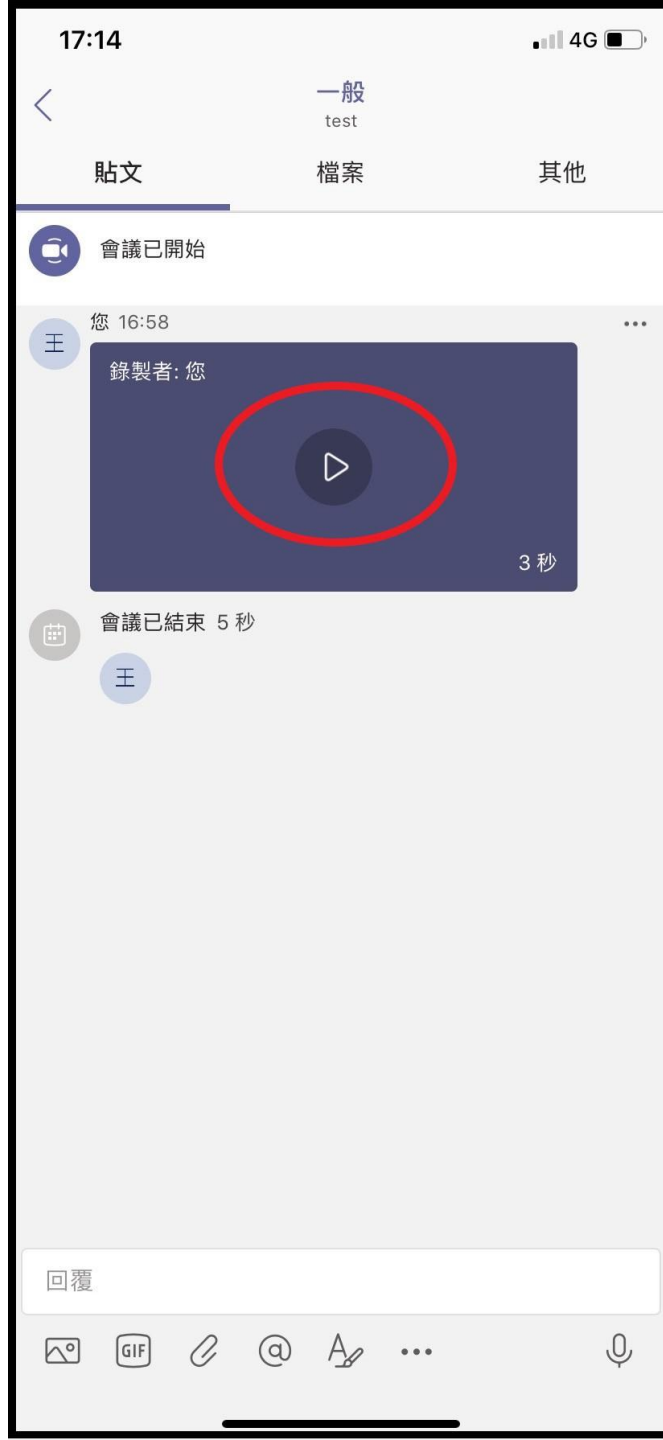 17:14 4G
一般
test
貼文 檔案 其他
會議已開始
您 16:58
王
錄製者: 您
3 秒
會議已結束 5 秒
王
回覆
GIF